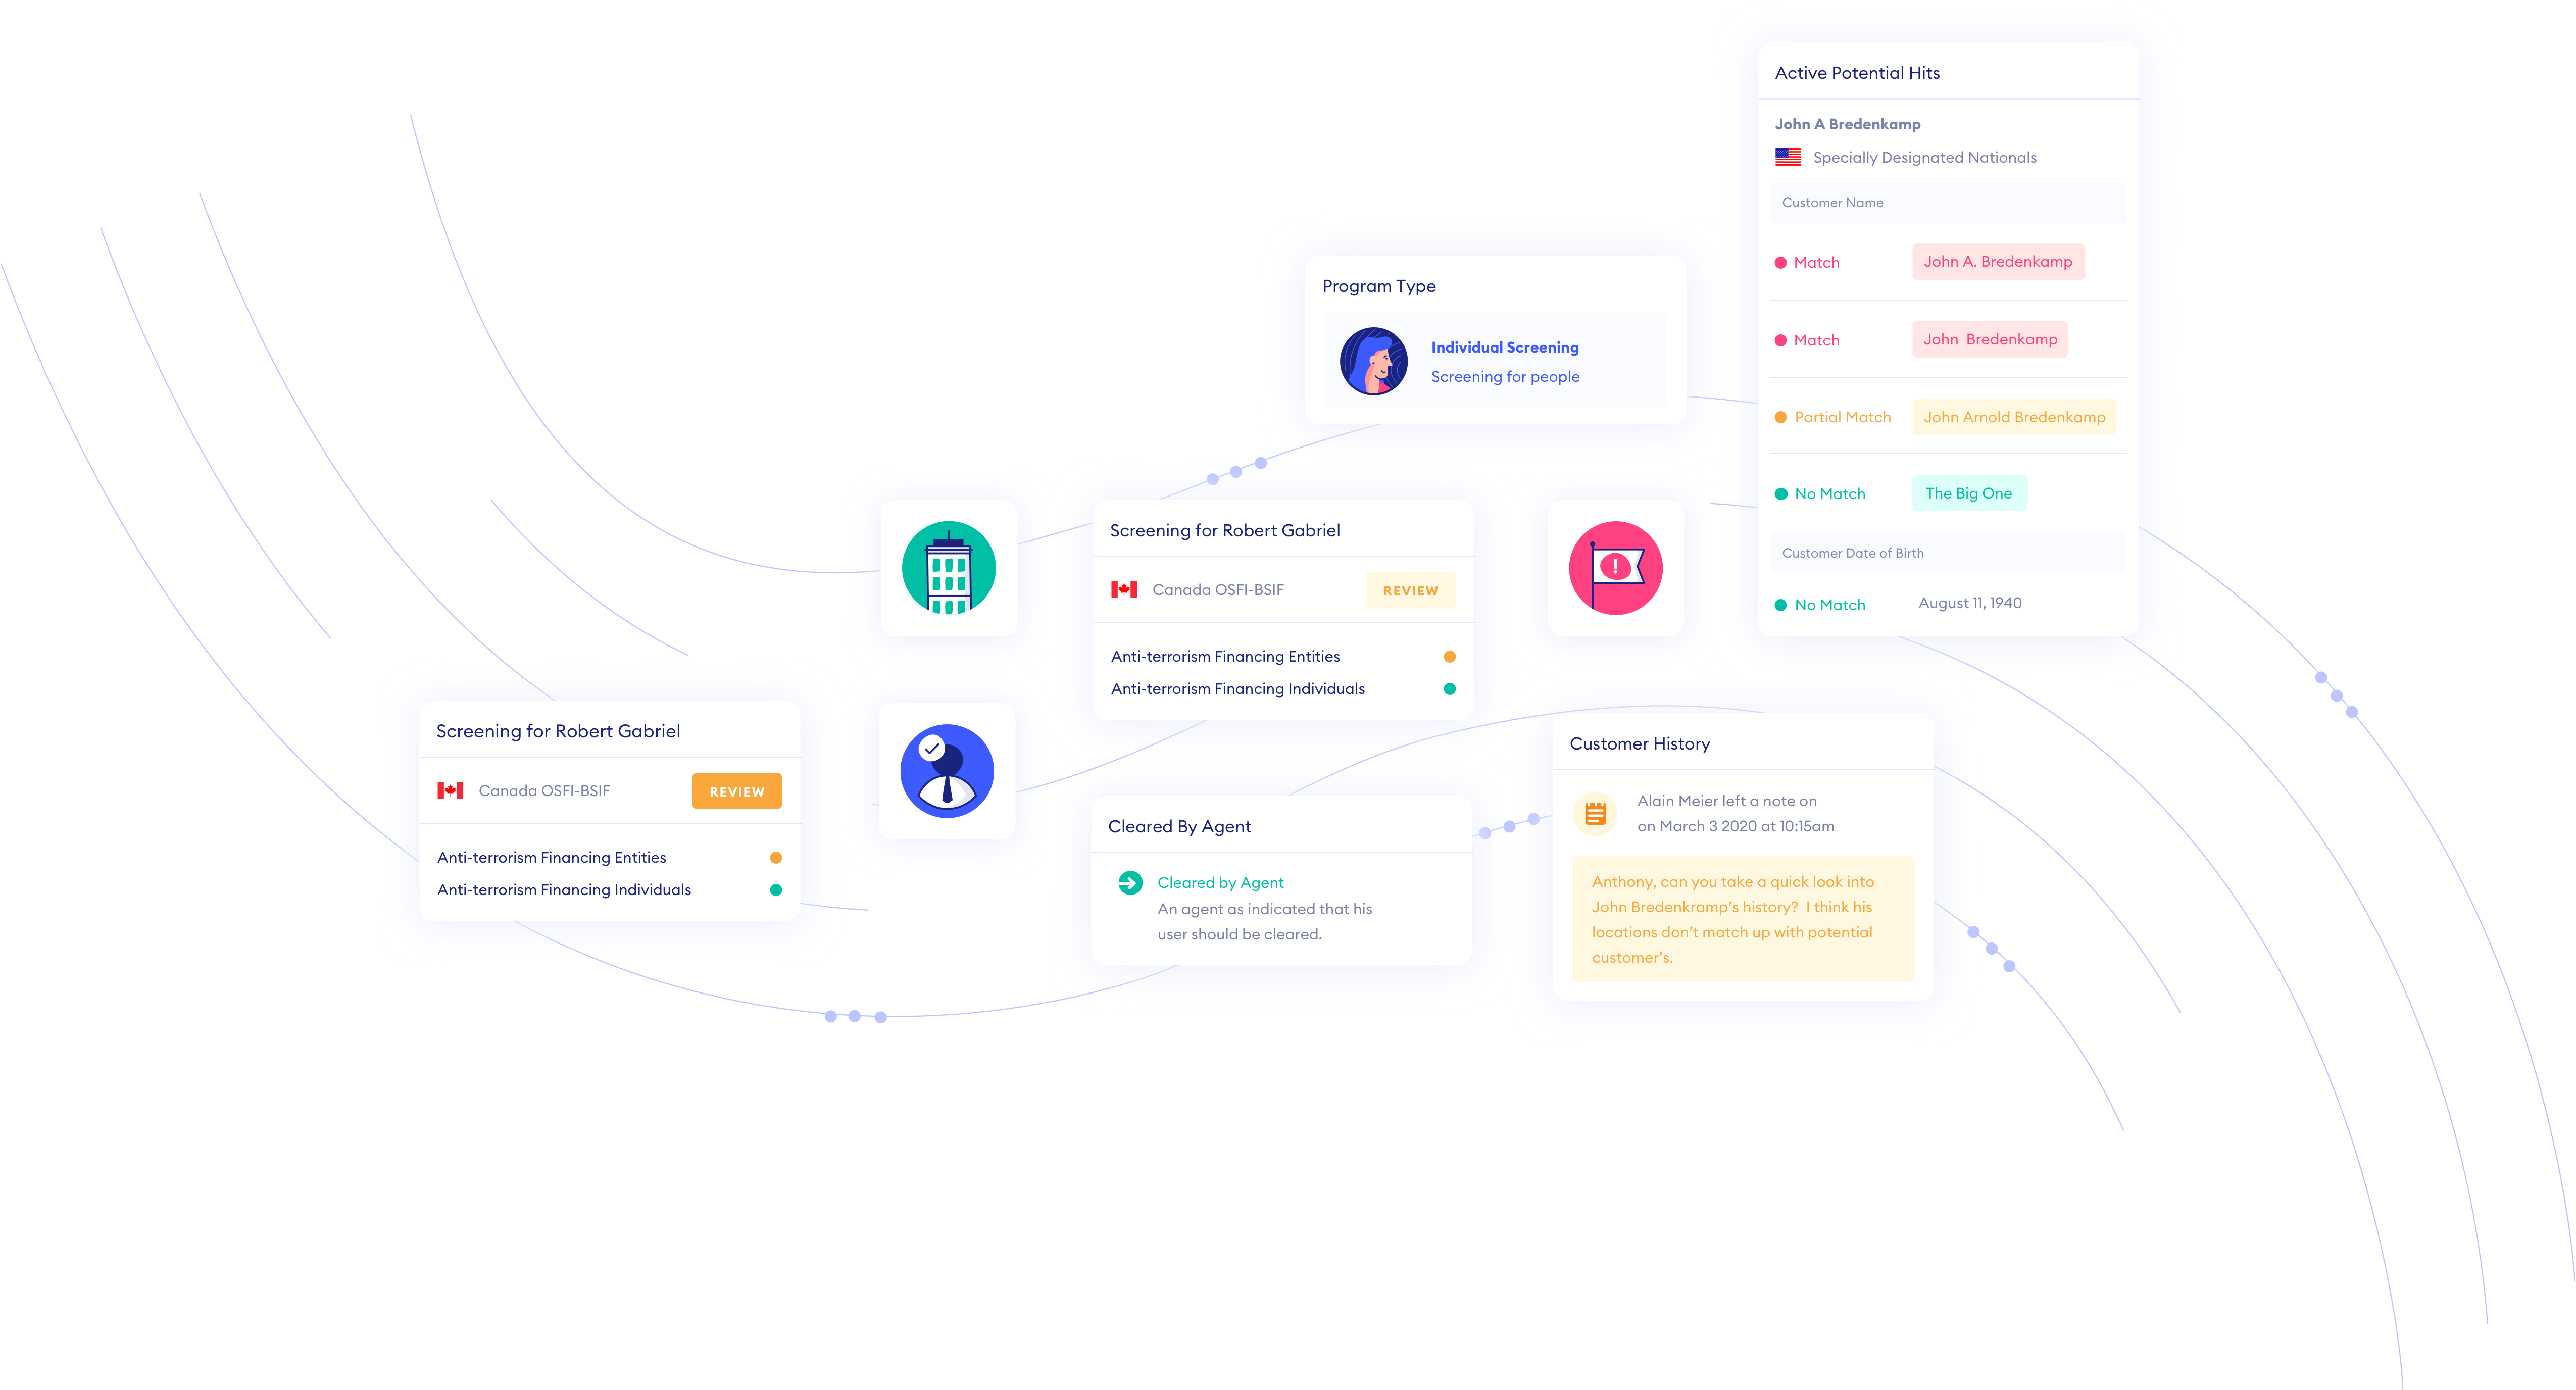 Active Potential Hits
John A Bredenkamp
Specially Designated Nationals
Customer Name
Match John A. Bredenkamp
Match John  Bredenkamp
Partial Match John Arnold Bredenkamp
No Match The Big One
Customer Date of Birth
No Match August 11, 1940
Program Type
Individual Screening
Screening for people
Screening for Robert Gabriel
Canada OSFI-BSIF REVIEW
Anti-terrorism Financing Entities
Anti-terrorism Financing Individuals
!
Screening for Robert Gabriel
Canada OSFI-BSIF REVIEW
Anti-terrorism Financing Entities
Anti-terrorism Financing Individuals
Cleared By Agent
Cleared by Agent
An agent as indicated that his
user should be cleared.
Customer History
Alain Meier left a note on
on March 3 2020 at 10:15am
Anthony, can you take a quick look into
John Bredenkramp’s history?  I think his
locations don’t match up with potential
customer’s.